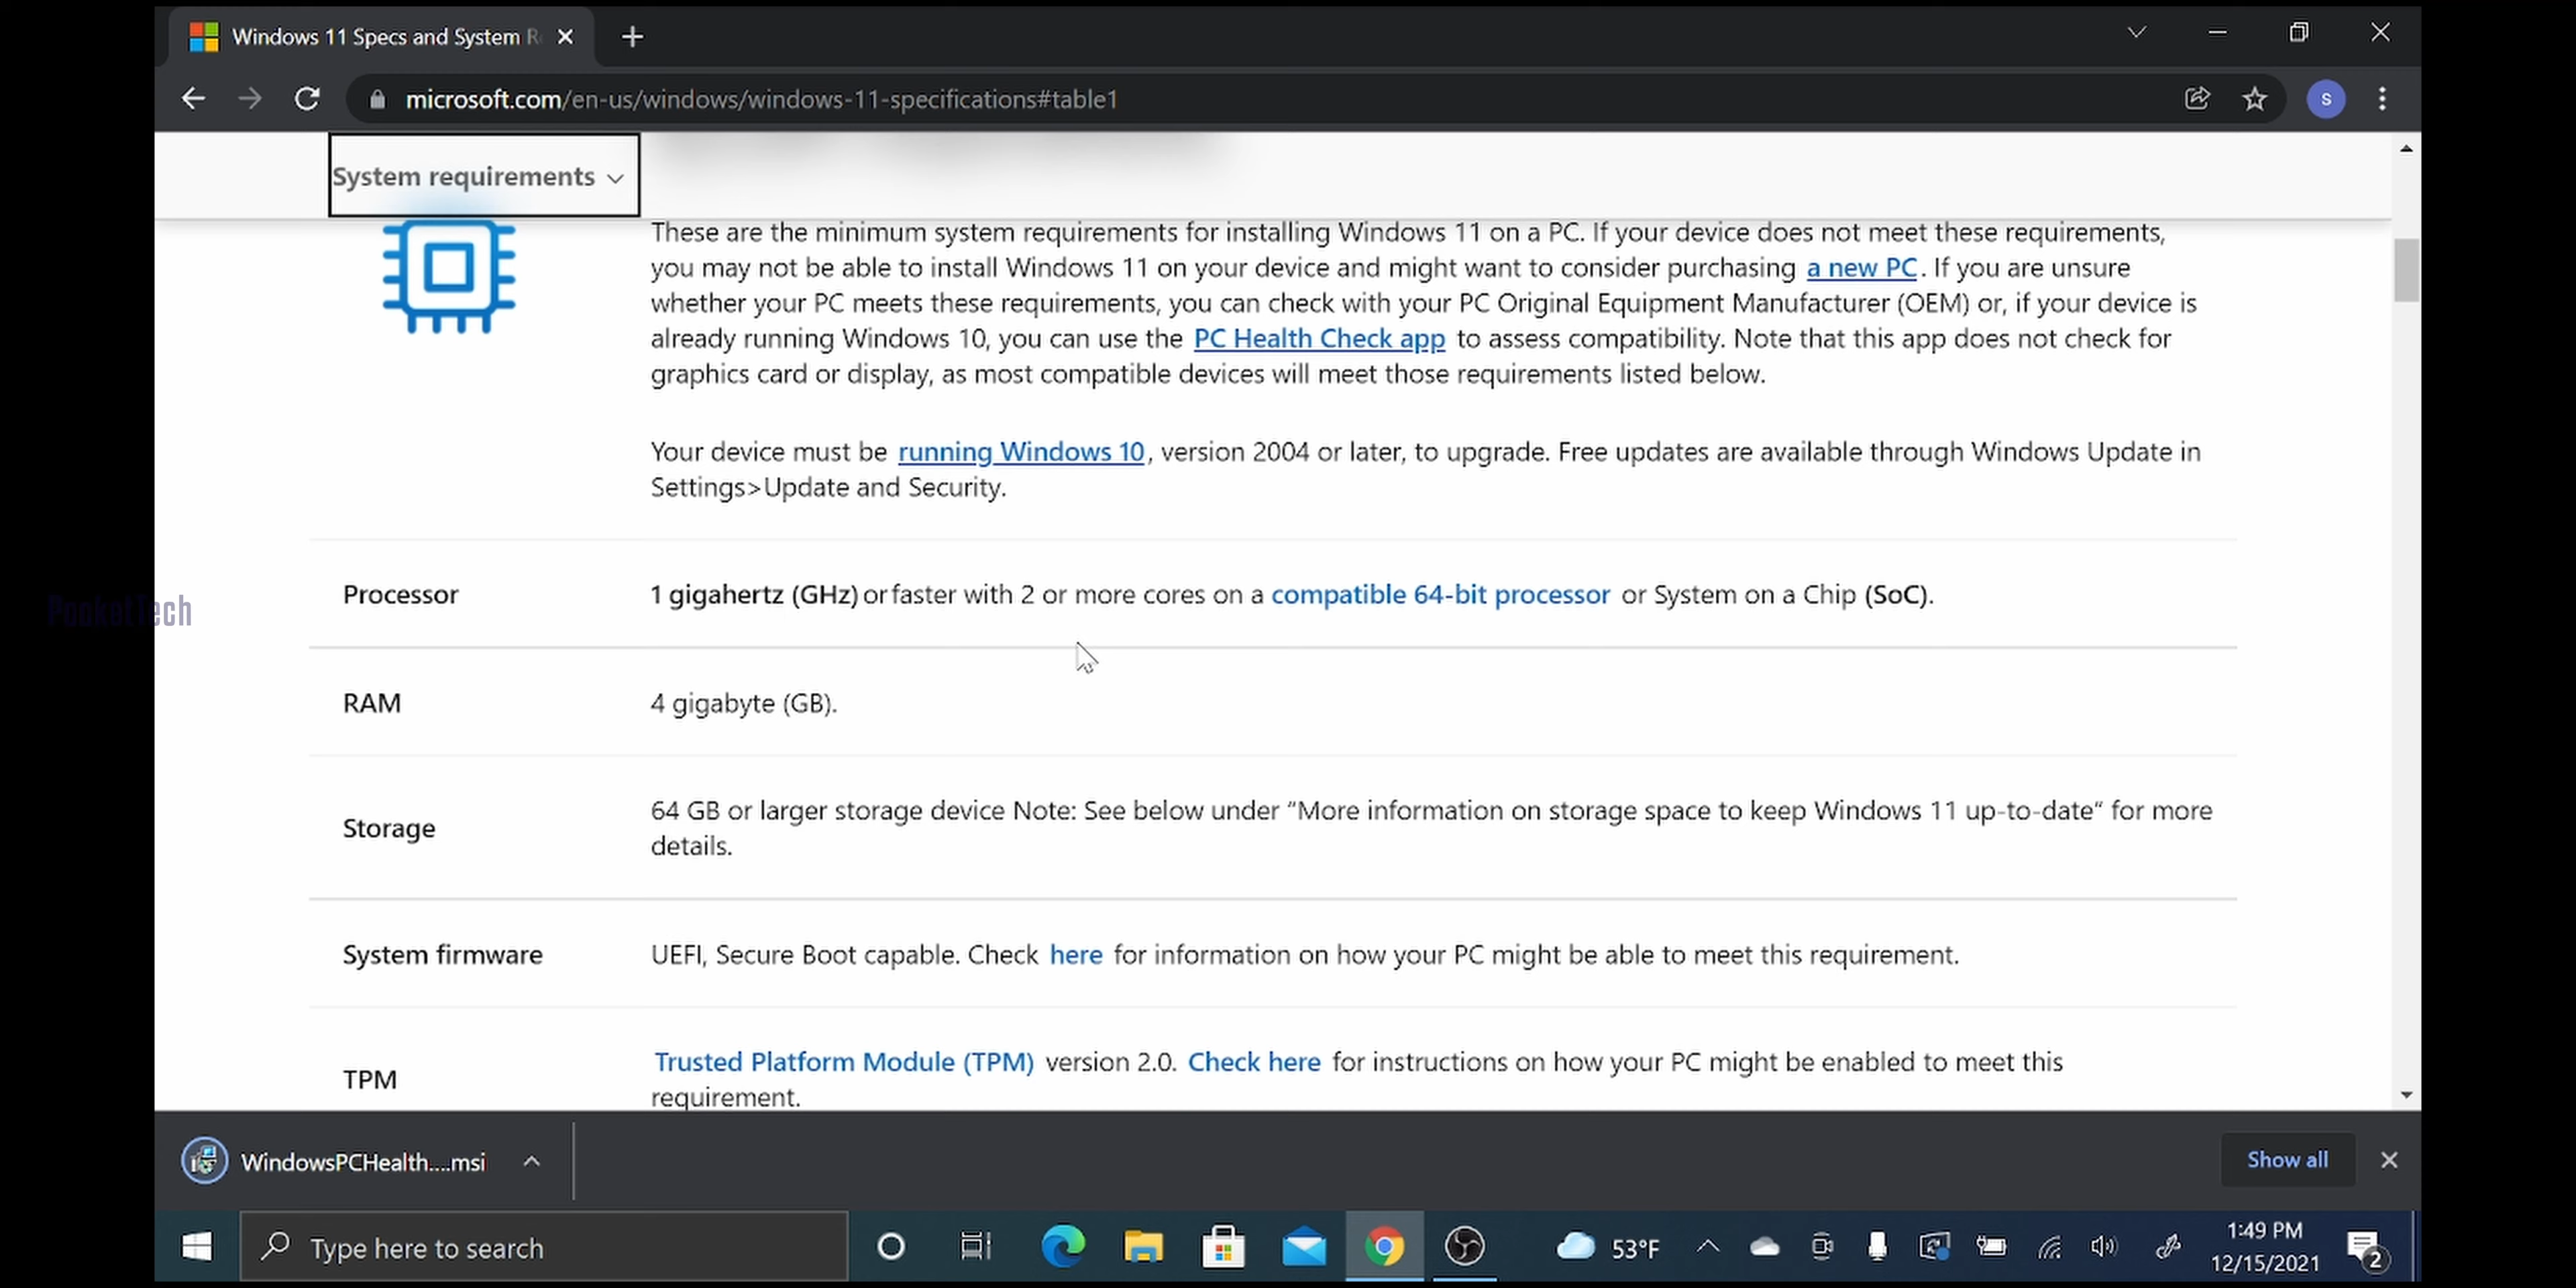 Windows 11 Specs and System R
microsoft.com/en-us/windows/windows-11-specifications#table1
S
System requirements
These are the minimum system requirements for installing Windows 11 on a PC. If your device does not meet these requirements,
you may not be able to install Windows 11 on your device and might want to consider purchasing a new PC. If you are unsure
whether your PC meets these requirements, you can check with your PC Original Equipment Manufacturer (OEM) or, if your device is
already running Windows 10, you can use the PC Health Check app to assess compatibility. Note that this app does not check for
graphics card or display, as most compatible devices will meet those requirements listed below.
Your device must be running Windows 10, version 2004 or later, to upgrade. Free updates are available through Windows Update in
Settings>Update and Security.
Processor 1 gigahertz (GHz) or faster with 2 or more cores on a compatible 64-bit processor or System on a Chip (SoC).
PocketTech
RAM 4 gigabyte (GB).
Storage 64 GB or larger storage device Note: See below under “More information on storage space to keep Windows 11 up-to-date” for more
details.
System firmware UEFI, Secure Boot capable. Check here for information on how your PC might be able to meet this requirement.
TPM Trusted Platform Module (TPM) version 2.0. Check here for instructions on how your PC might be enabled to meet this
requirement.
WindowsPCHealth....msi
Show all
Type here to search
53°F
1:49 PM
12/15/2021
2